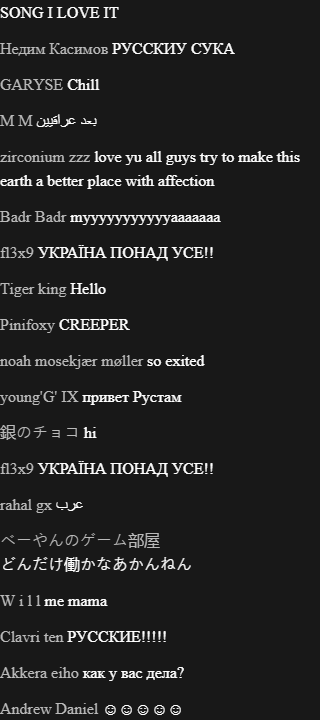 SONG I LOVE IT
Недим Касимов РУССКИУ СУКА
GARYSE Chill
M M بعد عراقيين
zirconium zzz love yu all guys try to make this
earth a better place with affection
Badr Badr myyyyyyyyyyyaaaaaaa
fl3x9 УКРАЇНА ПОНАД УСЕ!!
Tiger king Hello
Pinifoxy CREEPER
noah mosekjær møller so exited
young'G' IX привет Рустам
銀のチョコ hi
fl3x9 УКРАЇНА ПОНАД УСЕ!!
rahal gx عرب
べーやんのゲーム部屋
どんだけ働かなあかんねん
W i l l me mama
Clavri ten РУССКИЕ!!!!!
Akkera eiho как у вас дела?
Andrew Daniel ☺☺☺☺☺